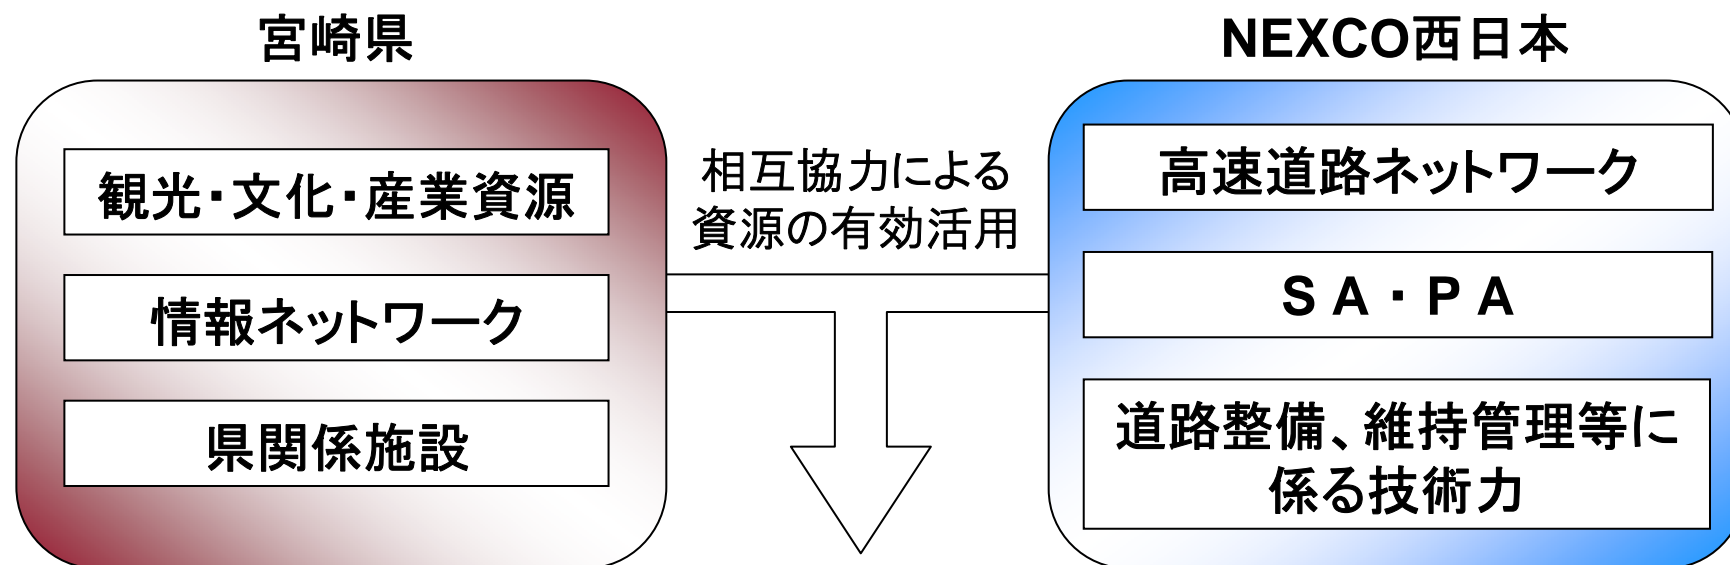 宮崎県
観光・文化・産業資源
情報ネットワーク
県関係施設
相互協力による
資源の有効活用
NEXCO西日本
高速道路ネットワーク
ＳＡ・ＰＡ
道路整備、維持管理等に
係る技術力